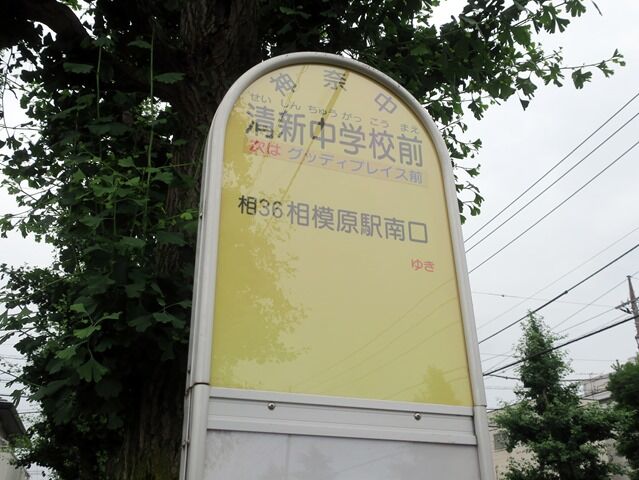 神奈中
せいしんちゅうがっこうまえ
清新中学校前
次は グッディプレイス前
相36 相模原駅南口
ゆき